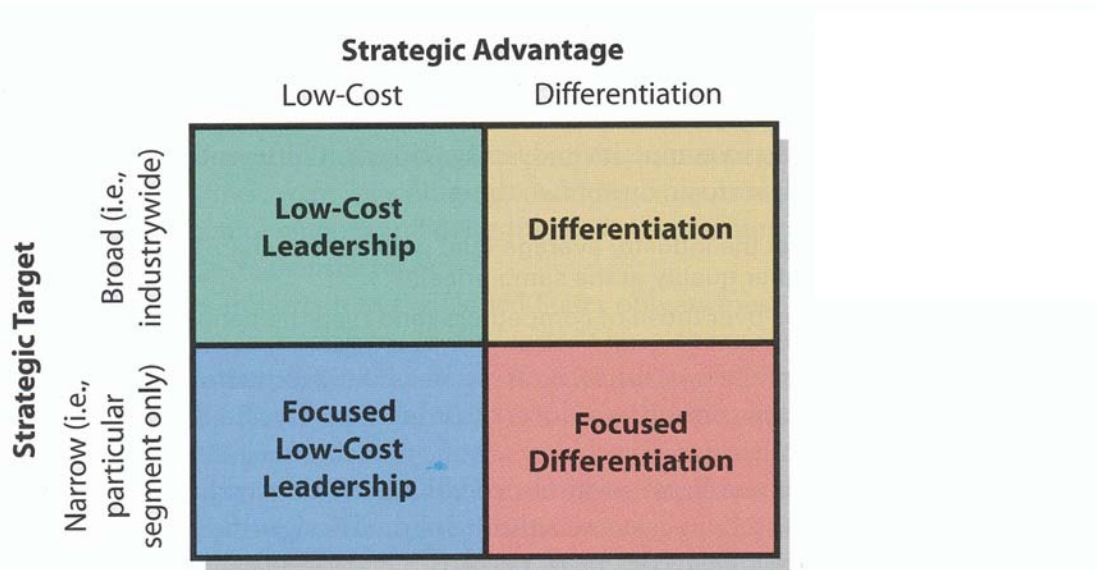 Strategic Advantage
Low-Cost
Differentiation
Strategic Target
Broad (i.e.,
industrywide)
Low-Cost
Leadership
Differentiation
Narrow (i.e.,
particular
segment only)
Focused
Low-Cost
Leadership
Focused
Differentiation